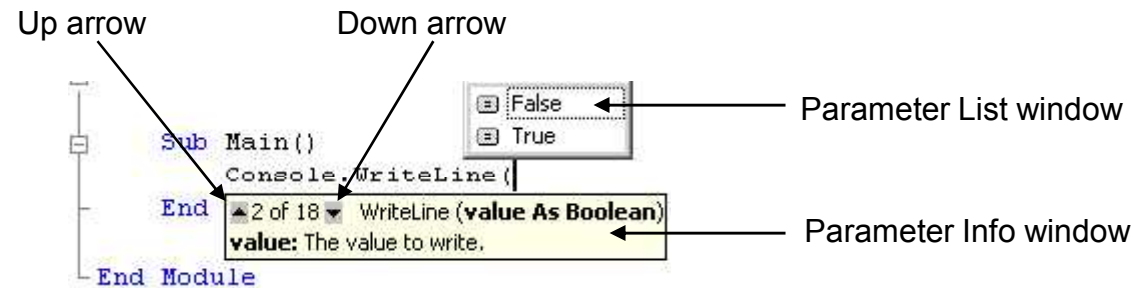 Up arrow Down arrow
False
Parameter List window
True
Sub Main()
Console.WriteLine(
End
2 of 18 WriteLine (value As Boolean)
value: The value to write.
Parameter Info window
End Module